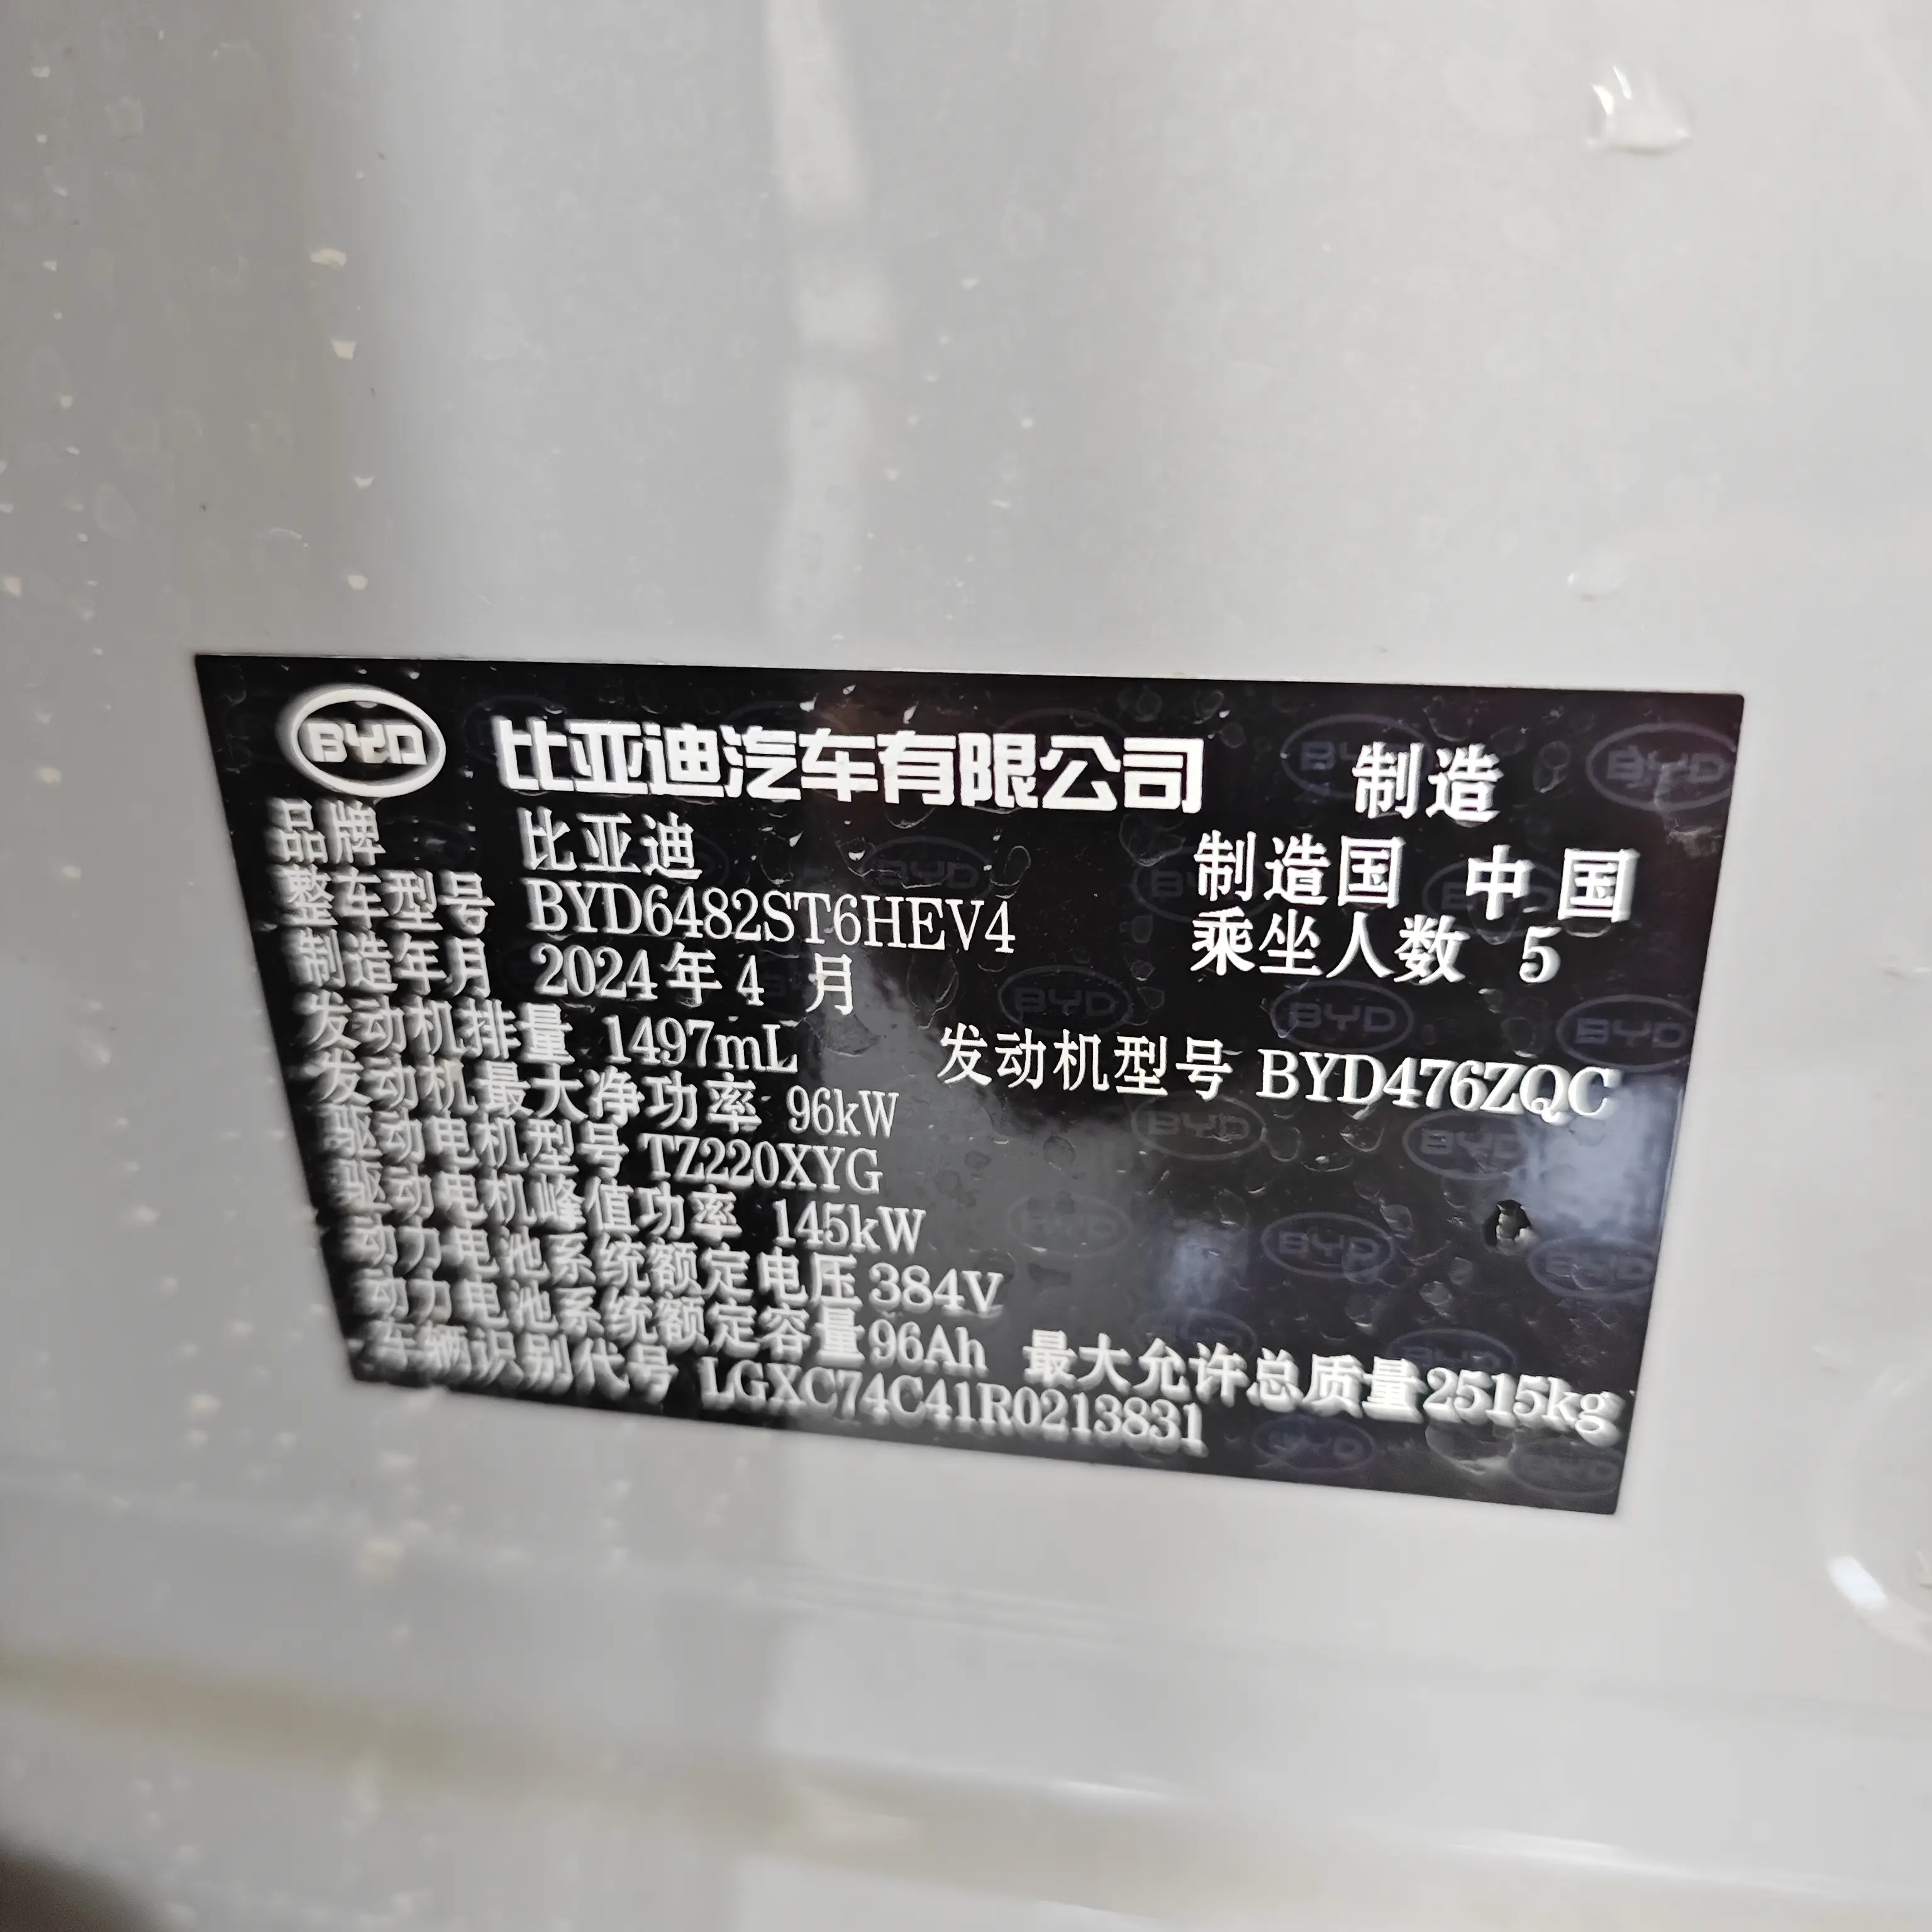 BYD 比亚迪汽车有限公司 制造
品牌 比亚迪 制造国 中国
整车型号 BYD6482ST6HEV4 乘坐人数 5
制造年月 2024年4月
发动机排量 1497mL 发动机型号 BYD476ZQC
发动机最大净功率 96kW
驱动电机型号 TZ220XYG
驱动电机峰值功率 145kW
动力电池系统额定电压 384V
动力电池系统额定容量 96Ah 最大允许总质量 2515kg
车辆识别代号 LGXC74C41R0213831